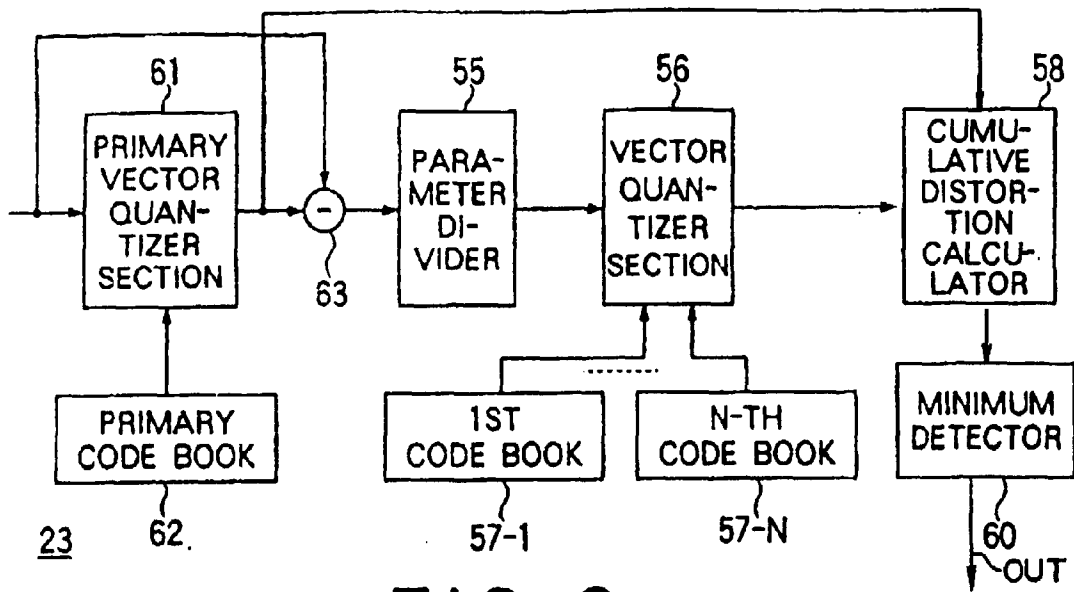 61
PRIMARY
VECTOR
QUAN-
TIZER
SECTION
-
63
55
PARA-
METER
DI-
VIDER
56
VECTOR
QUAN-
TIZER
SECTION
58
CUMU-
LATIVE
DISTOR-
TION
CALCU-
LATOR
PRIMARY
CODE BOOK
62.
1ST
CODE BOOK
57-1
N-TH
CODE BOOK
57-N
MINIMUM
DETECTOR
60
OUT
23